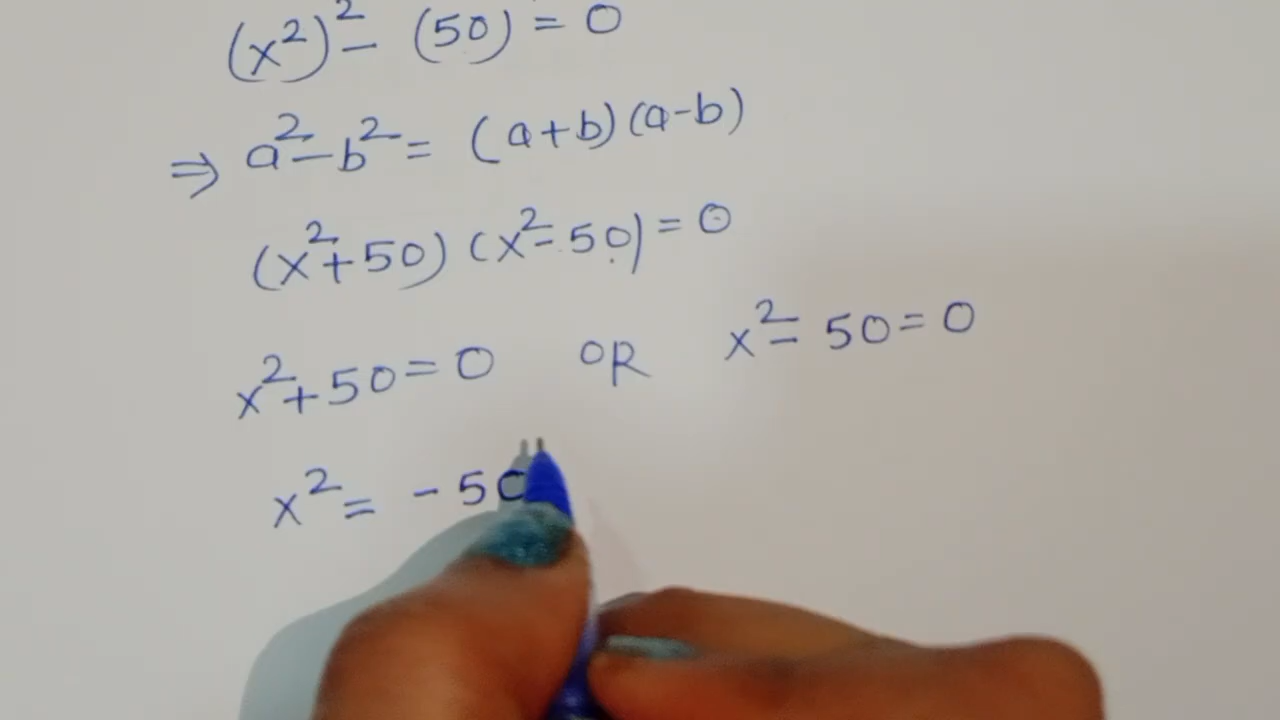 (x²)² - (50) = 0
⇒ a² - b² = (a+b) (a-b)
(x²+50) (x²-50) = 0
x²+50=0 OR x²-50=0
x² = -50